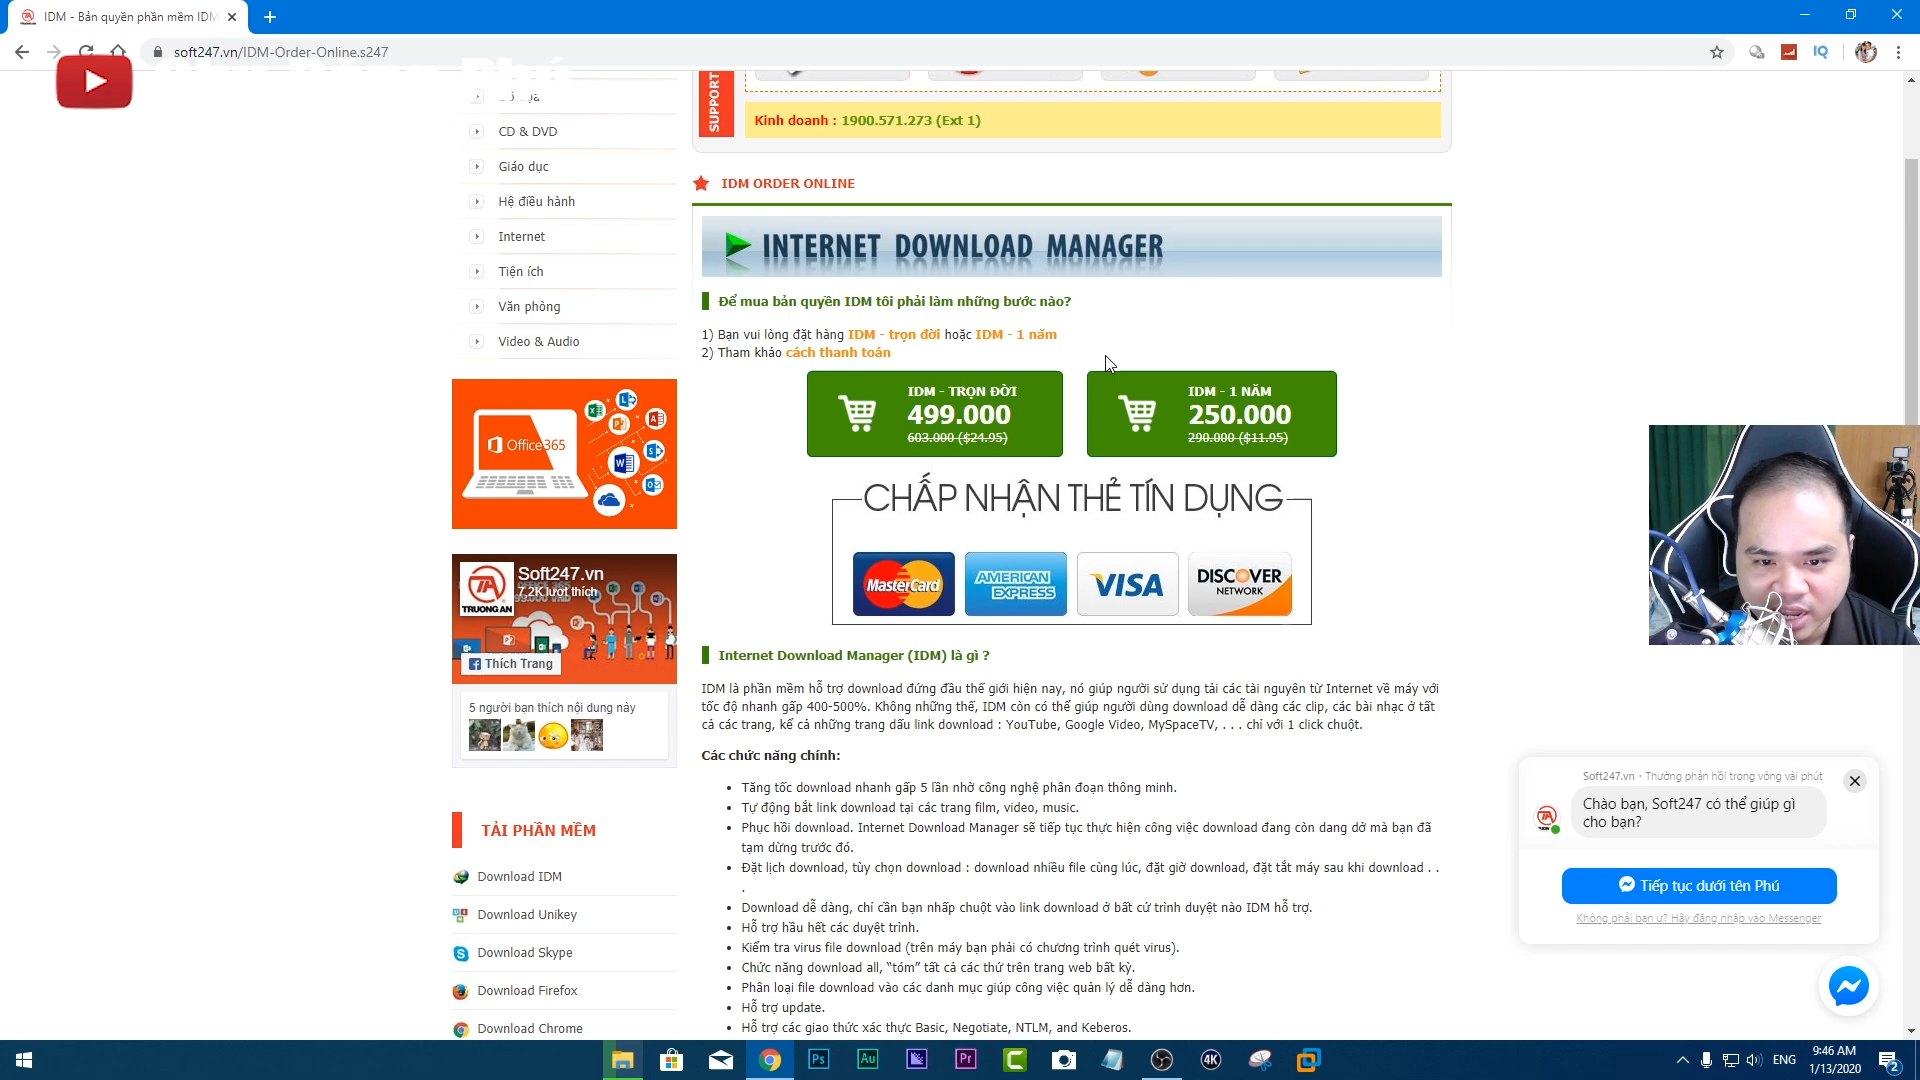 IDM - Bản quyền phần mềm IDM
soft247.vn/IDM-Order-Online.s247
IQ
CD & DVD
Giáo dục
Hệ điều hành
Internet
Tiện ích
Văn phòng
Video & Audio
Office365
Soft247.vn
7,2K lượt thích
TRUONG AN
Thích Trang
5 người bạn thích nội dung này
TẢI PHẦN MỀM
Download IDM
Download Unikey
Download Skype
Download Firefox
Download Chrome
SUPPORT
Kinh doanh : 1900.571.273 (Ext 1)
IDM ORDER ONLINE
INTERNET DOWNLOAD MANAGER
Để mua bản quyền IDM tôi phải làm những bước nào?
1) Bạn vui lòng đặt hàng IDM - trọn đời hoặc IDM - 1 năm
2) Tham khảo cách thanh toán
IDM - TRỌN ĐỜI
499.000
603.000 ($24.95)
IDM - 1 NĂM
250.000
290.000 ($11.95)
CHẤP NHẬN THẺ TÍN DỤNG
MasterCard
AMERICAN EXPRESS
VISA
DISCOVER
NETWORK
Internet Download Manager (IDM) là gì ?
IDM là phần mềm hỗ trợ download đứng đầu thế giới hiện nay, nó giúp người sử dụng tải các tài nguyên từ Internet về máy với
tốc độ nhanh gấp 400-500%. Không những thế, IDM còn có thể giúp người dùng download dễ dàng các clip, các bài nhạc ở tất
cả các trang, kể cả những trang dấu link download : YouTube, Google Video, MySpaceTV, . . . chỉ với 1 click chuột.
Các chức năng chính:
Tăng tốc download nhanh gấp 5 lần nhờ công nghệ phân đoạn thông minh.
Tự động bắt link download tại các trang film, video, music.
Phục hồi download. Internet Download Manager sẽ tiếp tục thực hiện công việc download đang còn dang dở mà bạn đã
tạm dừng trước đó.
Đặt lịch download, tùy chọn download : download nhiều file cùng lúc, đặt giờ download, đặt tắt máy sau khi download . .
.
Download dễ dàng, chỉ cần bạn nhấp chuột vào link download ở bất cứ trình duyệt nào IDM hỗ trợ.
Hỗ trợ hầu hết các duyệt trình.
Kiểm tra virus file download (trên máy bạn phải có chương trình quét virus).
Chức năng download all, “tóm” tất cả các thứ trên trang web bất kỳ.
Phân loại file download vào các danh mục giúp công việc quản lý dễ dàng hơn.
Hỗ trợ update.
Hỗ trợ các giao thức xác thực Basic, Negotiate, NTLM, and Keberos.
Soft247.vn • Thường phản hồi trong vòng vài phút
Chào bạn, Soft247 có thể giúp gì
cho bạn?
Tiếp tục dưới tên Phú
Không phải bạn ư? Hãy đăng nhập vào Messenger
Ps
Au
Pr
4K
ENG
9:46 AM
1/13/2020
2